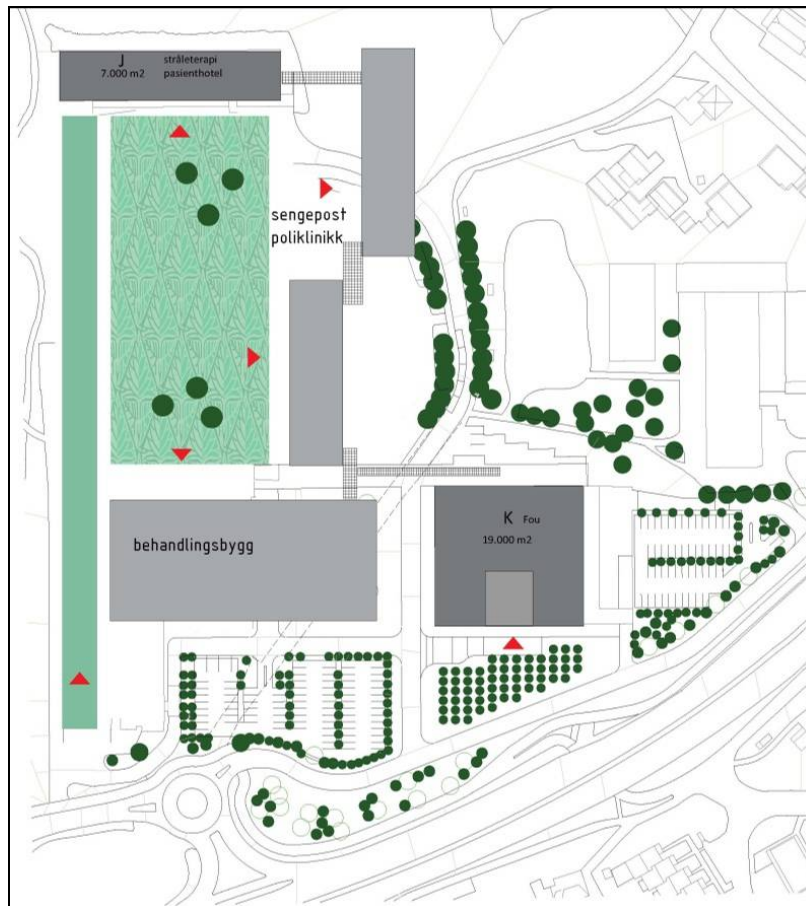 J stråleterapi
7.000 m2 pasienthotel
sengepost
poliklinikk
behandlingsbygg
K Fou
19.000 m2